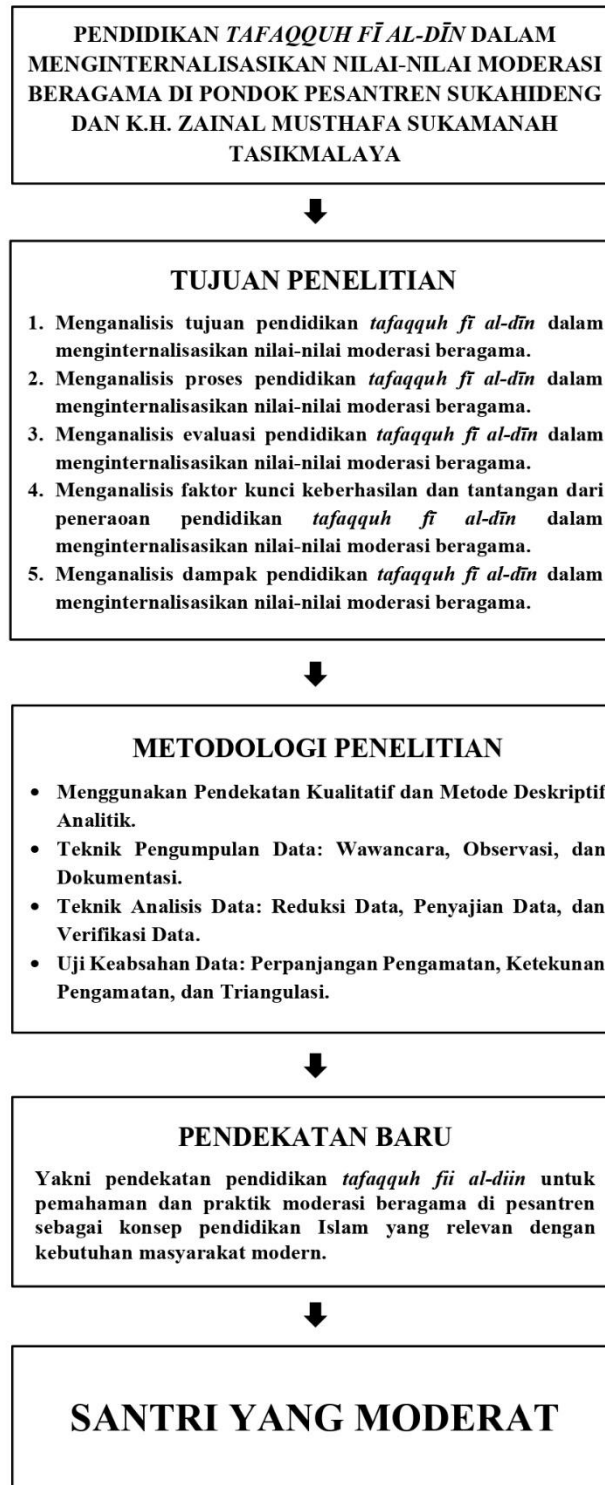 PENDIDIKAN TAFAQQUH FĪ AL-DĪN DALAM
MENGINTERNALISASIKAN NILAI-NILAI MODERASI
BERAGAMA DI PONDOK PESANTREN SUKAHIDENG
DAN K.H. ZAINAL MUSTHAFA SUKAMANAH
TASIKMALAYA
TUJUAN PENELITIAN
1. Menganalisis tujuan pendidikan tafaqquh fī al-dīn dalam
menginternalisasikan nilai-nilai moderasi beragama.
2. Menganalisis proses pendidikan tafaqquh fī al-dīn dalam
menginternalisasikan nilai-nilai moderasi beragama.
3. Menganalisis evaluasi pendidikan tafaqquh fī al-dīn dalam
menginternalisasikan nilai-nilai moderasi beragama.
4. Menganalisis faktor kunci keberhasilan dan tantangan dari
peneraoan pendidikan tafaqquh fī al-dīn dalam
menginternalisasikan nilai-nilai moderasi beragama.
5. Menganalisis dampak pendidikan tafaqquh fī al-dīn dalam
menginternalisasikan nilai-nilai moderasi beragama.
METODOLOGI PENELITIAN
• Menggunakan Pendekatan Kualitatif dan Metode Deskriptif
Analitik.
• Teknik Pengumpulan Data: Wawancara, Observasi, dan
Dokumentasi.
• Teknik Analisis Data: Reduksi Data, Penyajian Data, dan
Verifikasi Data.
• Uji Keabsahan Data: Perpanjangan Pengamatan, Ketekunan
Pengamatan, dan Triangulasi.
PENDEKATAN BARU
Yakni pendekatan pendidikan tafaqquh fii al-diin untuk
pemahaman dan praktik moderasi beragama di pesantren
sebagai konsep pendidikan Islam yang relevan dengan
kebutuhan masyarakat modern.
SANTRI YANG MODERAT